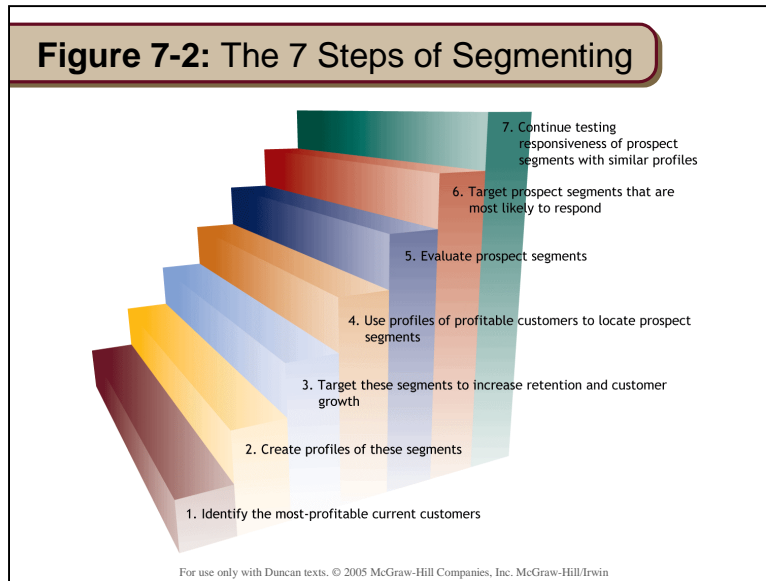 Figure 7-2: The 7 Steps of Segmenting
7. Continue testing
responsiveness of prospect
segments with similar profiles
6. Target prospect segments that are
most likely to respond
5. Evaluate prospect segments
4. Use profiles of profitable customers to locate prospect
segments
3. Target these segments to increase retention and customer
growth
2. Create profiles of these segments
1. Identify the most-profitable current customers
For use only with Duncan texts. © 2005 McGraw-Hill Companies, Inc. McGraw-Hill/Irwin